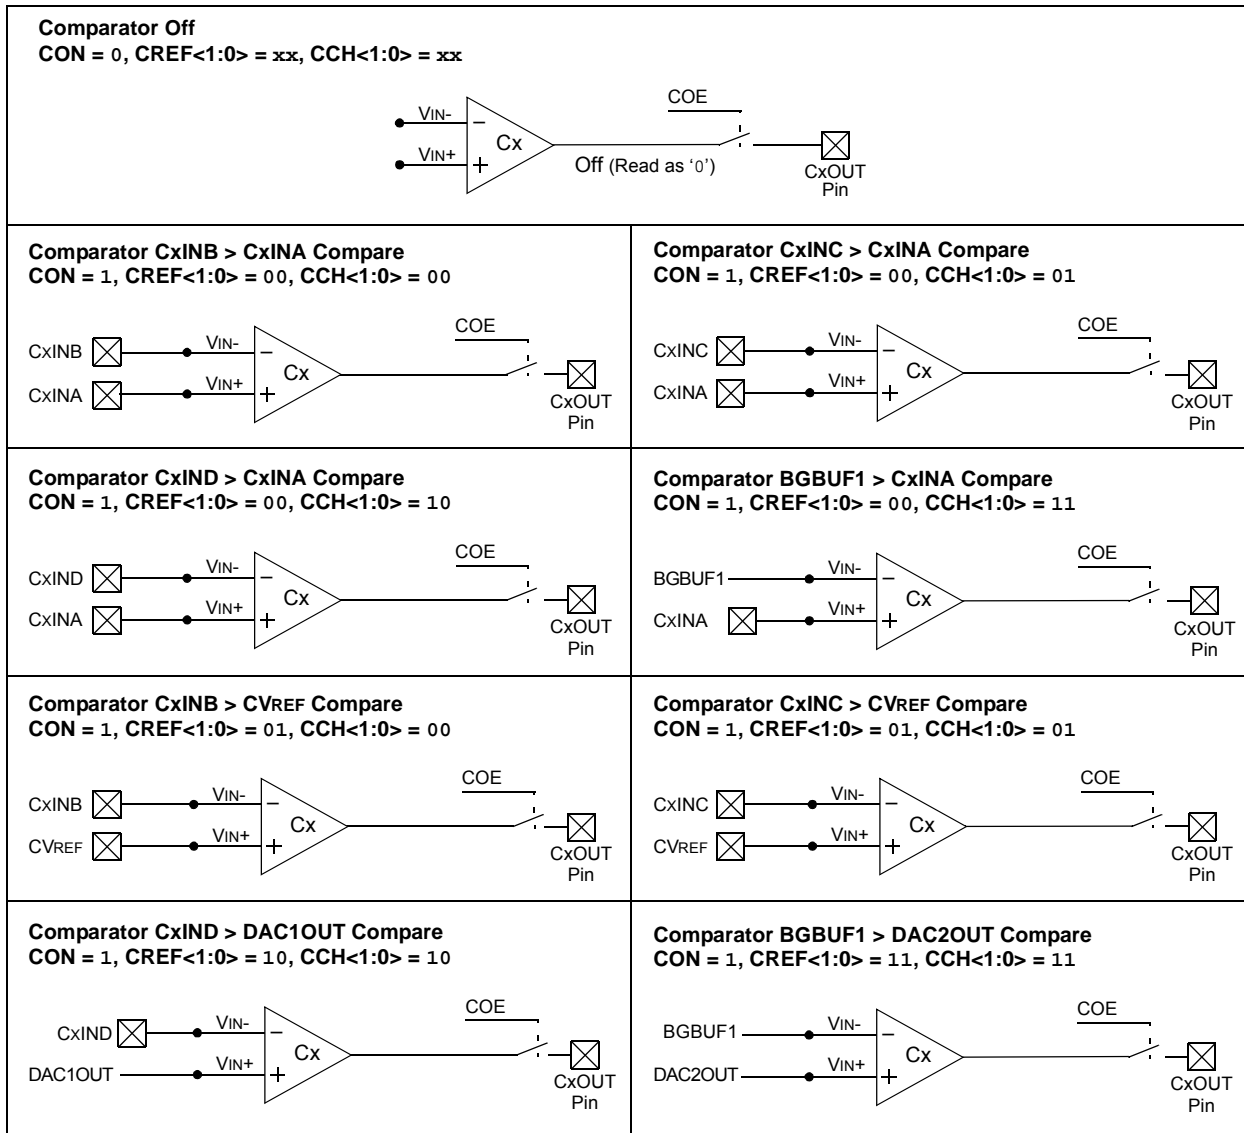 Comparator Off
CON = 0, CREF<1:0> = xx, CCH<1:0> = xx
COE
VIN-
–
Cx
VIN+
+
Off (Read as ‘0’)
CxOUT
Pin
Comparator CxINB > CxINA Compare
CON = 1, CREF<1:0> = 00, CCH<1:0> = 00
COE
CxINB
VIN-
–
Cx
CxINA
VIN+
+
CxOUT
Pin
Comparator CxINC > CxINA Compare
CON = 1, CREF<1:0> = 00, CCH<1:0> = 01
COE
CxINC
VIN-
–
Cx
CxINA
VIN+
+
CxOUT
Pin
Comparator CxIND > CxINA Compare
CON = 1, CREF<1:0> = 00, CCH<1:0> = 10
COE
CxIND
VIN-
–
Cx
CxINA
VIN+
+
CxOUT
Pin
Comparator BGBUF1 > CxINA Compare
CON = 1, CREF<1:0> = 00, CCH<1:0> = 11
COE
BGBUF1
VIN-
–
Cx
CxINA
VIN+
+
CxOUT
Pin
Comparator CxINB > CVREF Compare
CON = 1, CREF<1:0> = 01, CCH<1:0> = 00
COE
CxINB
VIN-
–
Cx
CVREF
VIN+
+
CxOUT
Pin
Comparator CxINC > CVREF Compare
CON = 1, CREF<1:0> = 01, CCH<1:0> = 01
COE
CxINC
VIN-
–
Cx
CVREF
VIN+
+
CxOUT
Pin
Comparator CxIND > DAC1OUT Compare
CON = 1, CREF<1:0> = 10, CCH<1:0> = 10
COE
CxIND
VIN-
–
Cx
DAC1OUT
VIN+
+
CxOUT
Pin
Comparator BGBUF1 > DAC2OUT Compare
CON = 1, CREF<1:0> = 11, CCH<1:0> = 11
COE
BGBUF1
VIN-
–
Cx
DAC2OUT
VIN+
+
CxOUT
Pin